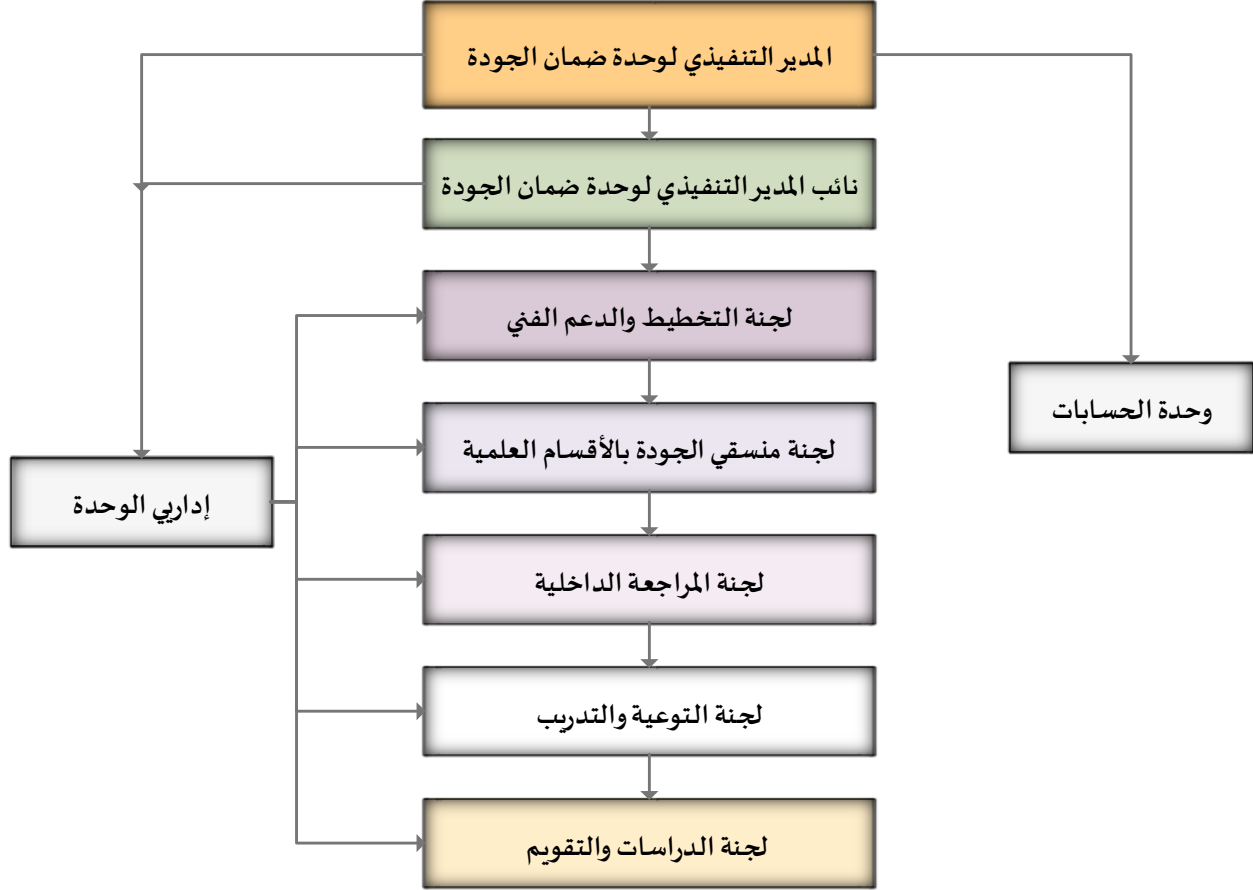 المدير التنفيذي لوحدة ضمان الجودة
نائب المدير التنفيذي لوحدة ضمان الجودة
لجنة التخطيط والدعم الفني
وحدة الحسابات
لجنة منسقي الجودة بالأقسام العلمية
إداريي الوحدة
لجنة المراجعة الداخلية
لجنة التوعية والتدريب
لجنة الدراسات والتقويم